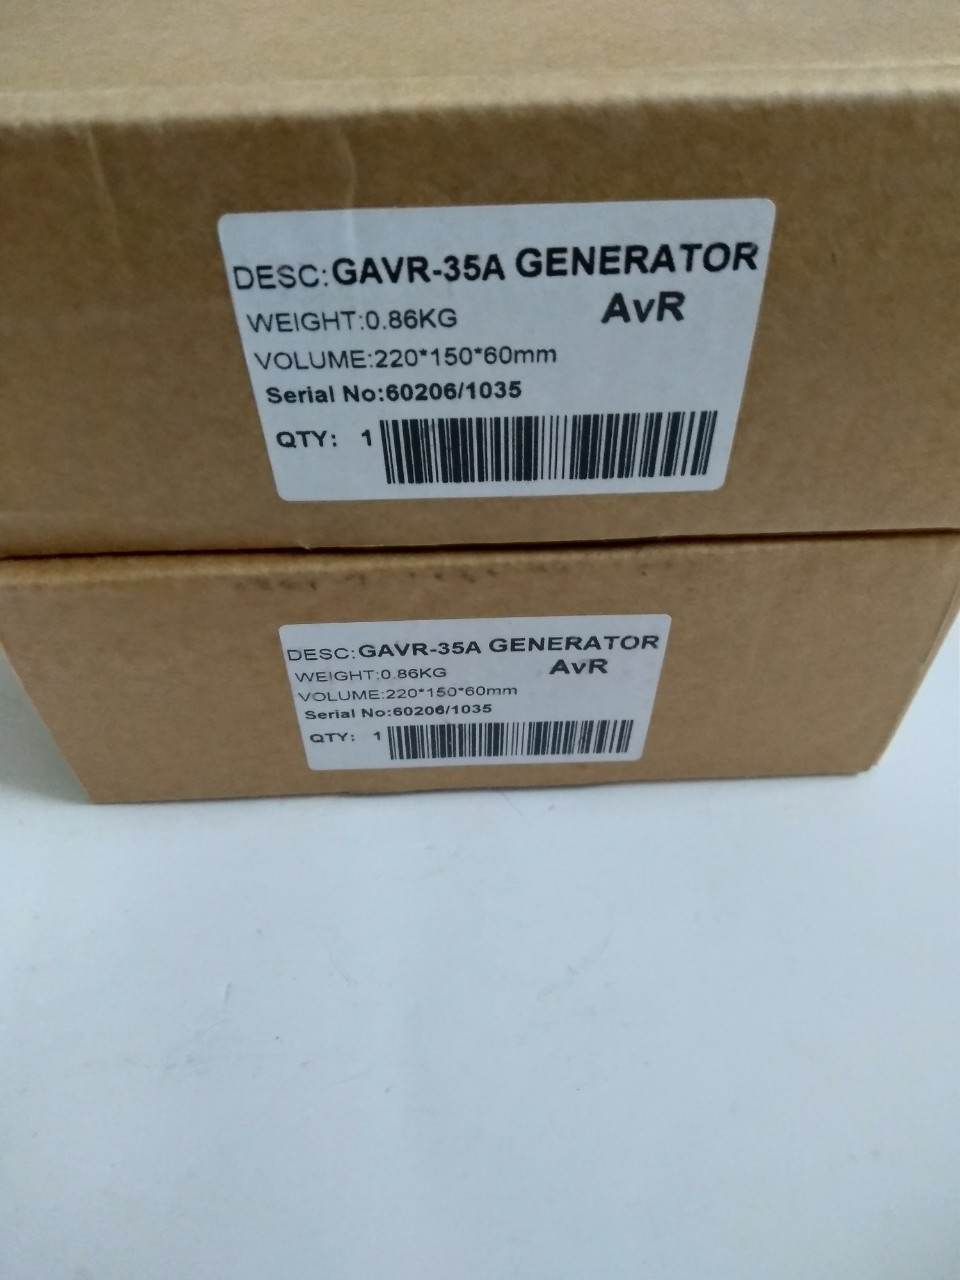 DESC:GAVR-35A GENERATOR
AvR
WEIGHT:0.86KG
VOLUME:220*150*60mm
Serial No:60206/1035
QTY: 1
DESC:GAVR-35A GENERATOR
AvR
WEIGHT:0.86KG
VOLUME:220*150*60mm
Serial No:60206/1035
QTY: 1